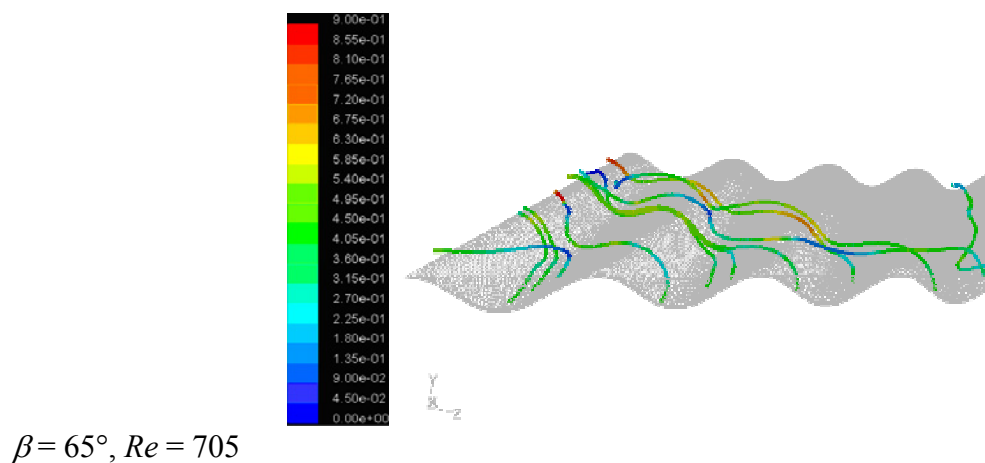 9.00e-01
8.55e-01
8.10e-01
7.65e-01
7.20e-01
6.75e-01
6.30e-01
5.85e-01
5.40e-01
4.95e-01
4.50e-01
4.05e-01
3.60e-01
3.15e-01
2.70e-01
2.25e-01
1.80e-01
1.35e-01
9.00e-02
4.50e-02
0.00e+00
Y
X
Z
β = 65°, Re = 705